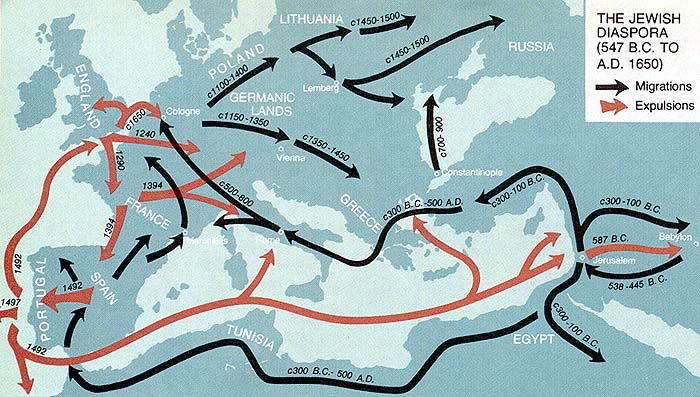 THE JEWISH
DIASPORA
(547 B.C. TO
A.D. 1650)
Migrations
Expulsions
LITHUANIA
c1450-1500
RUSSIA
POLAND
c1450-1500
c1100-1400
Lemberg
ENGLAND
GERMANIC
LANDS
Cologne
c1650
1240
c1150-1350
c1350-1450
Vienna
c700-900
1290
Constantinople
1394
c500-800
FRANCE
1394
GREECE
c300 B.C.-500 A.D.
c300-100 B.C.
c300-100 B.C.
Marseilles
Rome
587 B.C.
Babylon
Jerusalem
538-445 B.C.
1492
PORTUGAL
SPAIN
1492
1497
1492
TUNISIA
EGYPT
c300-100 B.C.
c300 B.C.- 500 A.D.